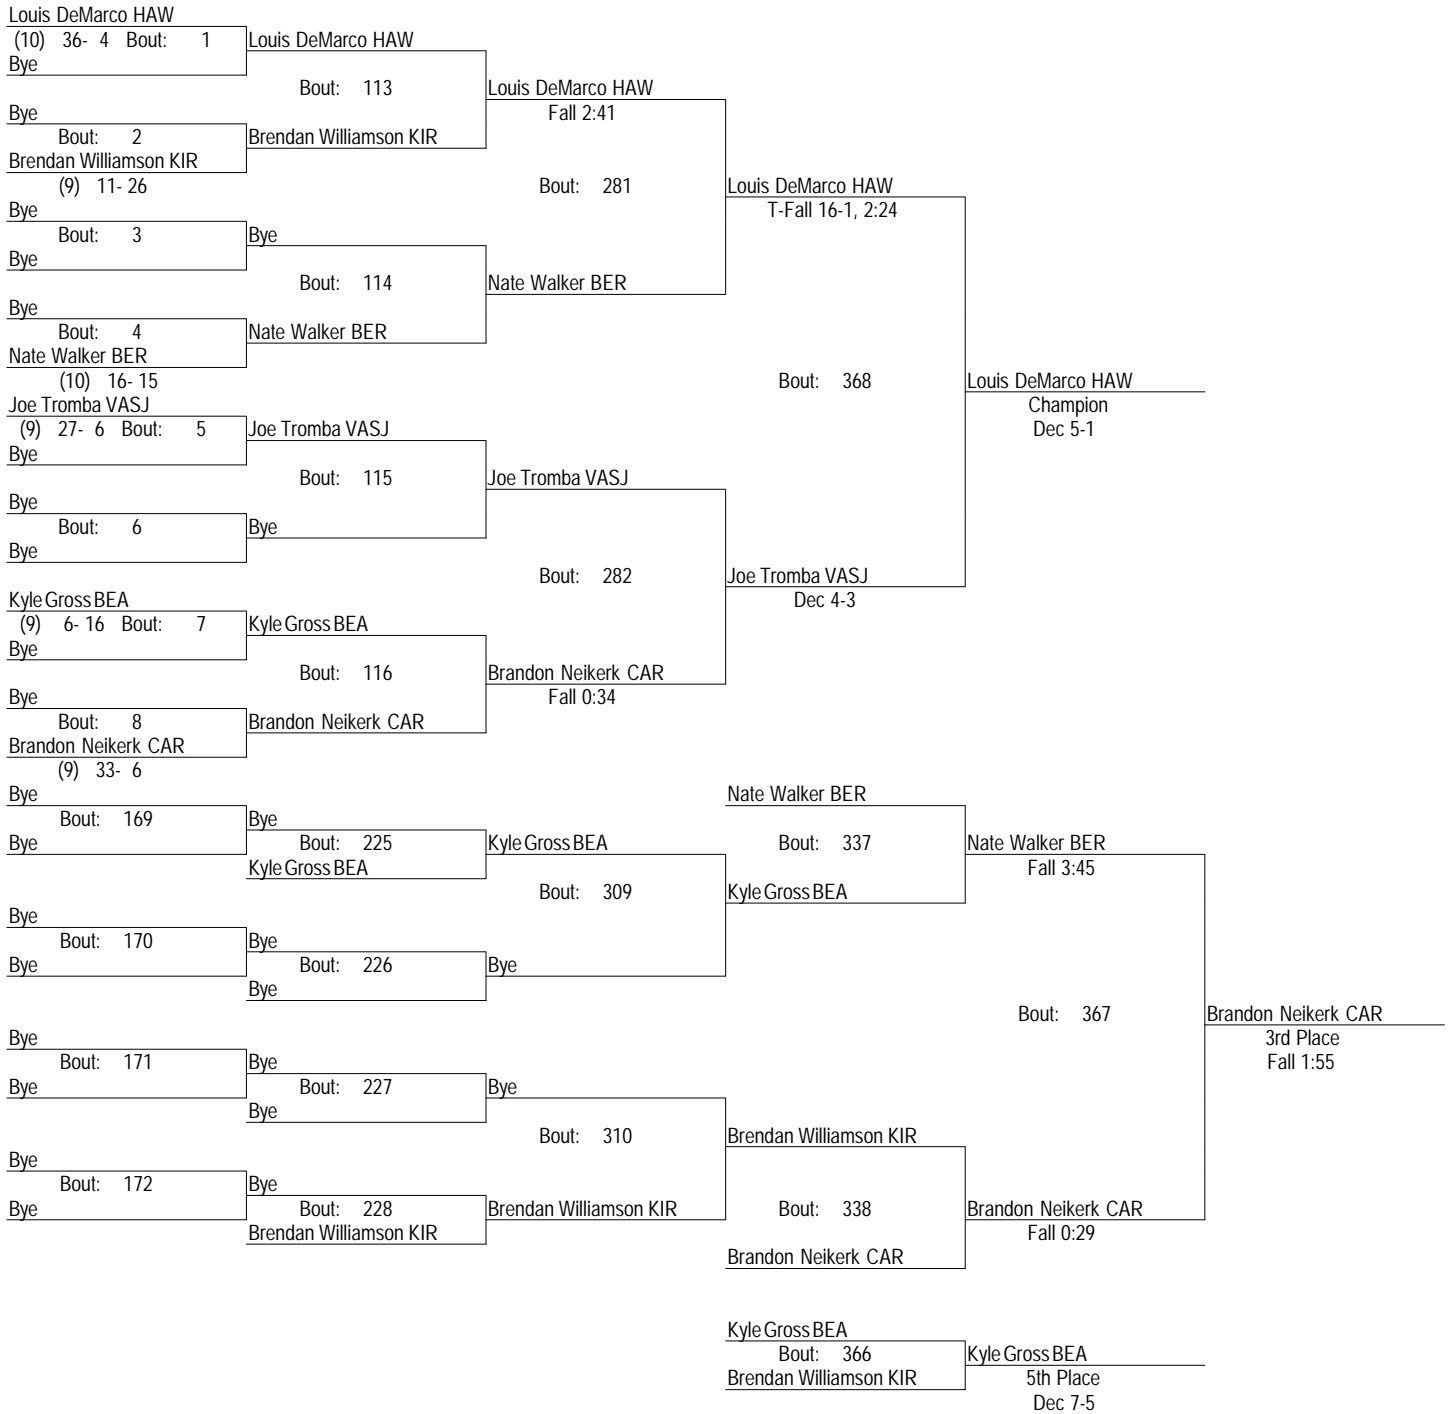 Louis DeMarco HAW
(10) 36- 4 Bout: 1
Louis DeMarco HAW
Bye
Bout: 113
Louis DeMarco HAW
Bye
Fall 2:41
Bout: 2
Brendan Williamson KIR
Brendan Williamson KIR
(9) 11- 26
Bout: 281
Louis DeMarco HAW
Bye
T-Fall 16-1, 2:24
Bout: 3
Bye
Bye
Bout: 114
Nate Walker BER
Bye
Bout: 4
Nate Walker BER
Nate Walker BER
(10) 16- 15
Bout: 368
Louis DeMarco HAW
Joe Tromba VASJ
Champion
(9) 27- 6 Bout: 5
Joe Tromba VASJ
Dec 5-1
Bye
Bout: 115
Joe Tromba VASJ
Bye
Bout: 6
Bye
Bye
Bout: 282
Joe Tromba VASJ
Kyle Gross BEA
Dec 4-3
(9) 6- 16 Bout: 7
Kyle Gross BEA
Bye
Bout: 116
Brandon Neikerk CAR
Bye
Fall 0:34
Bout: 8
Brandon Neikerk CAR
Brandon Neikerk CAR
(9) 33- 6
Bye
Nate Walker BER
Bout: 169
Bye
Bye
Bout: 225
Kyle Gross BEA
Bout: 337
Nate Walker BER
Kyle Gross BEA
Fall 3:45
Bout: 309
Kyle Gross BEA
Bye
Bout: 170
Bye
Bye
Bout: 226
Bye
Bye
Bout: 367
Brandon Neikerk CAR
Bye
3rd Place
Bout: 171
Bye
Fall 1:55
Bye
Bout: 227
Bye
Bye
Bout: 310
Brendan Williamson KIR
Bye
Bout: 172
Bye
Bye
Bout: 228
Brendan Williamson KIR
Bout: 338
Brandon Neikerk CAR
Brendan Williamson KIR
Fall 0:29
Brandon Neikerk CAR
Kyle Gross BEA
Bout: 366
Kyle Gross BEA
Brendan Williamson KIR
5th Place
Dec 7-5